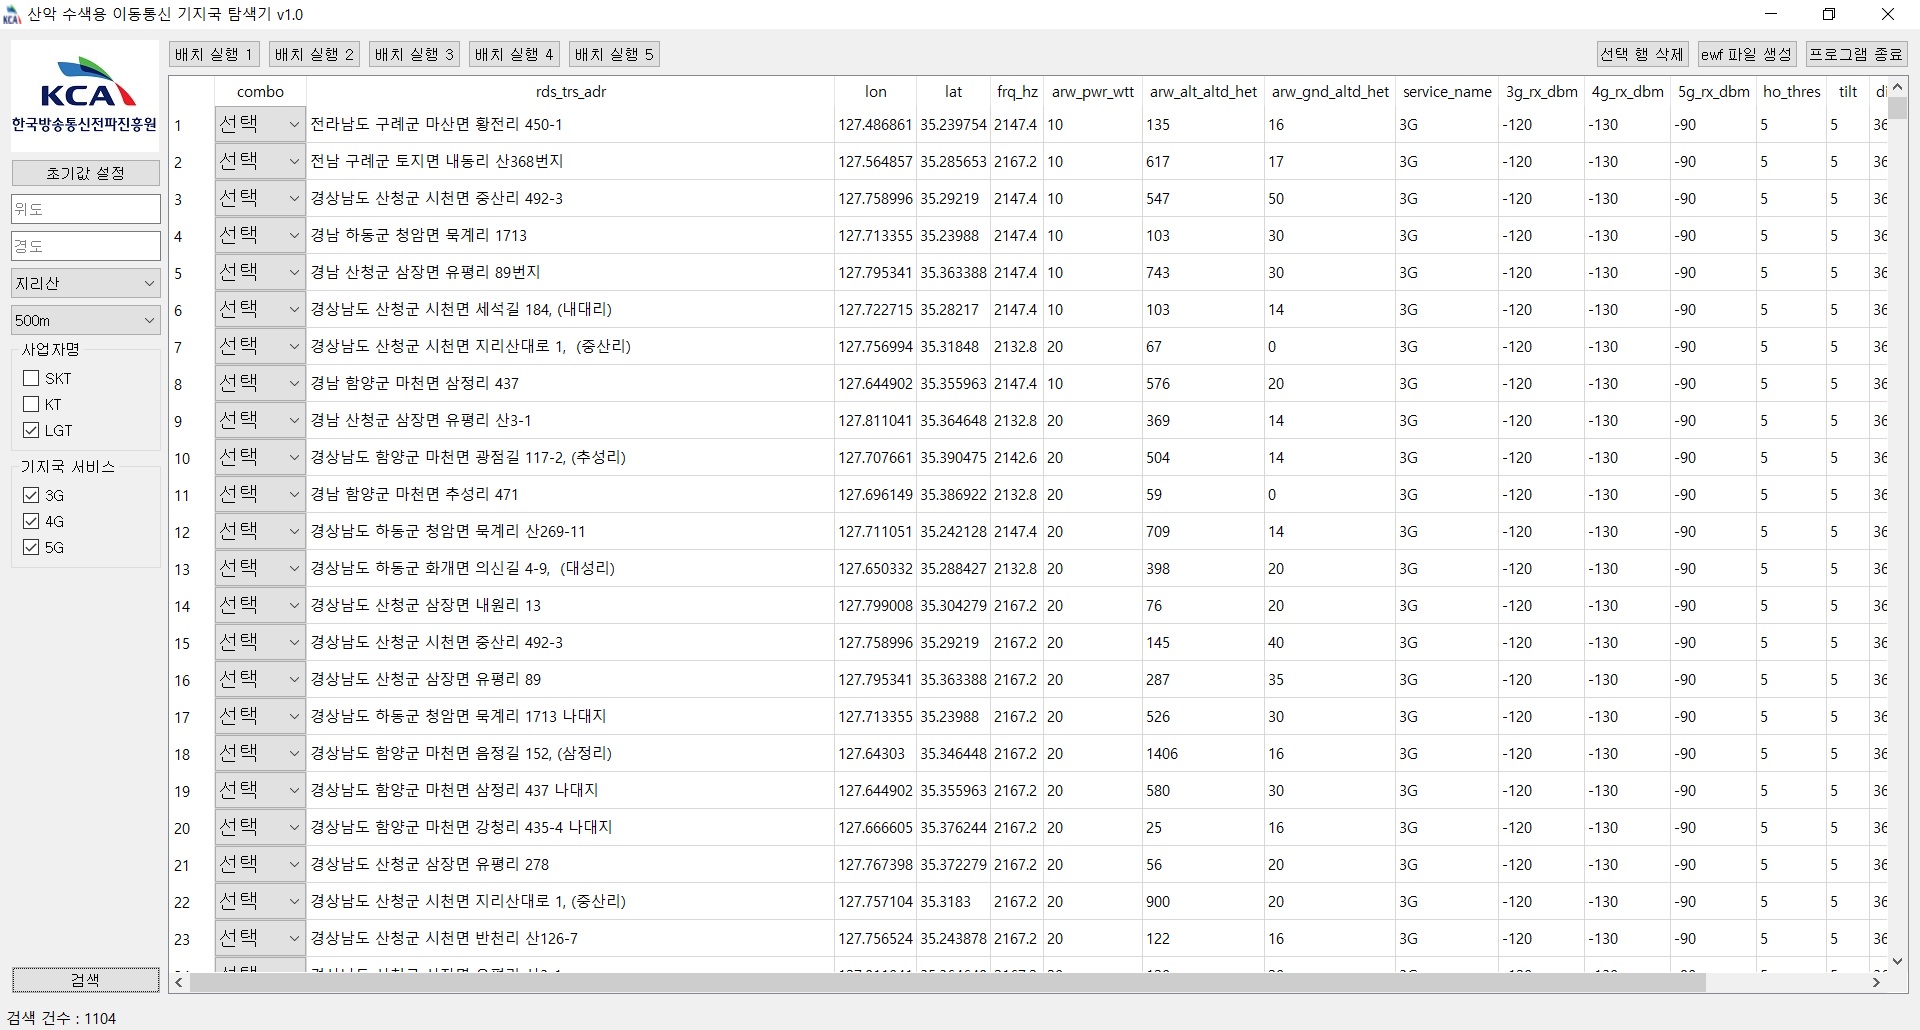 산악 수색용 이동통신 기지국 탐색기 v1.0
KCA
한국방송통신전파진흥원
배치 실행 1 배치 실행 2 배치 실행 3 배치 실행 4 배치 실행 5 선택 행 삭제 ewf 파일 생성 프로그램 종료
초기값 설정
위도
경도
지리산
500m
사업자명
SKT
KT
LGT
기지국 서비스
3G
4G
5G
검색
combo rds_trs_adr lon lat frq_hz arw_pwr_wtt arw_alt_altd_het arw_gnd_altd_het service_name 3g_rx_dbm 4g_rx_dbm 5g_rx_dbm ho_thres tilt
1 선택 전라남도 구례군 마산면 황전리 450-1 127.486861 35.239754 2147.4 10 135 16 3G -120 -130 -90 5 5 36
2 선택 전남 구례군 토지면 내동리 산368번지 127.564857 35.285653 2167.2 10 617 17 3G -120 -130 -90 5 5 36
3 선택 경상남도 산청군 시천면 중산리 492-3 127.758996 35.29219 2147.4 10 547 50 3G -120 -130 -90 5 5 36
4 선택 경남 하동군 청암면 묵계리 1713 127.713355 35.23988 2147.4 10 103 30 3G -120 -130 -90 5 5 36
5 선택 경남 산청군 삼장면 유평리 89번지 127.795341 35.363388 2147.4 10 743 30 3G -120 -130 -90 5 5 36
6 선택 경상남도 산청군 시천면 세석길 184, (내대리) 127.722715 35.28217 2147.4 10 103 14 3G -120 -130 -90 5 5 36
7 선택 경상남도 산청군 시천면 지리산대로 1, (중산리) 127.756994 35.31848 2132.8 20 67 0 3G -120 -130 -90 5 5 36
8 선택 경남 함양군 마천면 삼정리 437 127.644902 35.355963 2147.4 10 576 20 3G -120 -130 -90 5 5 36
9 선택 경남 산청군 삼장면 유평리 산3-1 127.811041 35.364648 2132.8 20 369 14 3G -120 -130 -90 5 5 36
10 선택 경상남도 함양군 마천면 광점길 117-2, (추성리) 127.707661 35.390475 2142.6 20 504 14 3G -120 -130 -90 5 5 36
11 선택 경남 함양군 마천면 추성리 471 127.696149 35.386922 2132.8 20 59 0 3G -120 -130 -90 5 5 36
12 선택 경상남도 하동군 청암면 묵계리 산269-11 127.711051 35.242128 2147.4 20 709 14 3G -120 -130 -90 5 5 36
13 선택 경상남도 하동군 화개면 의신길 4-9, (대성리) 127.650332 35.288427 2132.8 20 398 20 3G -120 -130 -90 5 5 36
14 선택 경상남도 산청군 삼장면 내원리 13 127.799008 35.304279 2167.2 20 76 20 3G -120 -130 -90 5 5 36
15 선택 경상남도 산청군 시천면 중산리 492-3 127.758996 35.29219 2167.2 20 145 40 3G -120 -130 -90 5 5 36
16 선택 경상남도 산청군 삼장면 유평리 89 127.795341 35.363388 2167.2 20 287 35 3G -120 -130 -90 5 5 36
17 선택 경상남도 하동군 청암면 묵계리 1713 나대지 127.713355 35.23988 2167.2 20 526 30 3G -120 -130 -90 5 5 36
18 선택 경상남도 함양군 마천면 음정길 152, (삼정리) 127.64303 35.346448 2167.2 20 1406 16 3G -120 -130 -90 5 5 36
19 선택 경상남도 함양군 마천면 삼정리 437 나대지 127.644902 35.355963 2167.2 20 580 30 3G -120 -130 -90 5 5 36
20 선택 경상남도 함양군 마천면 강청리 435-4 나대지 127.666605 35.376244 2167.2 20 25 16 3G -120 -130 -90 5 5 36
21 선택 경상남도 산청군 삼장면 유평리 278 127.767398 35.372279 2167.2 20 56 20 3G -120 -130 -90 5 5 36
22 선택 경상남도 산청군 시천면 지리산대로 1, (중산리) 127.757104 35.3183 2167.2 20 900 20 3G -120 -130 -90 5 5 36
23 선택 경상남도 산청군 시천면 반천리 산126-7 127.756524 35.243878 2167.2 20 122 16 3G -120 -130 -90 5 5 36
검색 건수 : 1104